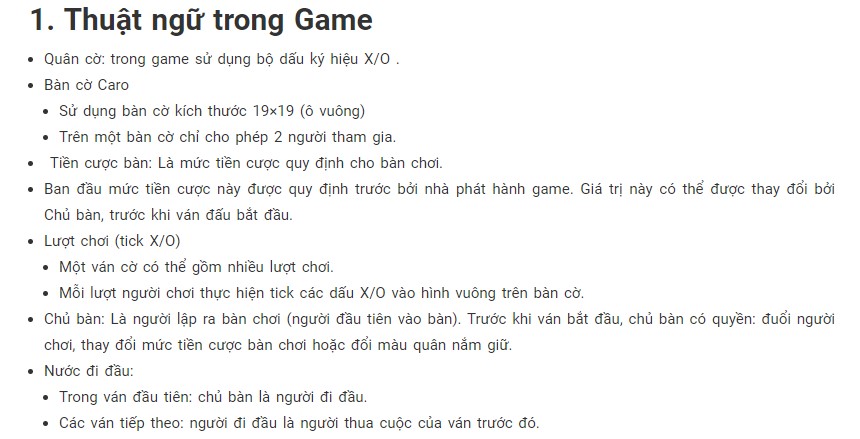 1. Thuật ngữ trong Game
Quân cờ: trong game sử dụng bộ dấu ký hiệu X/O .
Bàn cờ Caro
Sử dụng bàn cờ kích thước 19×19 (ô vuông)
Trên một bàn cờ chỉ cho phép 2 người tham gia.
Tiền cược bàn: Là mức tiền cược quy định cho bàn chơi.
Ban đầu mức tiền cược này được quy định trước bởi nhà phát hành game. Giá trị này có thể được thay đổi bởi
Chủ bàn, trước khi ván đấu bắt đầu.
Lượt chơi (tick X/O)
Một ván cờ có thể gồm nhiều lượt chơi.
Mỗi lượt người chơi thực hiện tick các dấu X/O vào hình vuông trên bàn cờ.
Chủ bàn: Là người lập ra bàn chơi (người đầu tiên vào bàn). Trước khi ván bắt đầu, chủ bàn có quyền: đuổi người
chơi, thay đổi mức tiền cược bàn chơi hoặc đổi màu quân nắm giữ.
Nước đi đầu:
Trong ván đầu tiên: chủ bàn là người đi đầu.
Các ván tiếp theo: người đi đầu là người thua cuộc của ván trước đó.